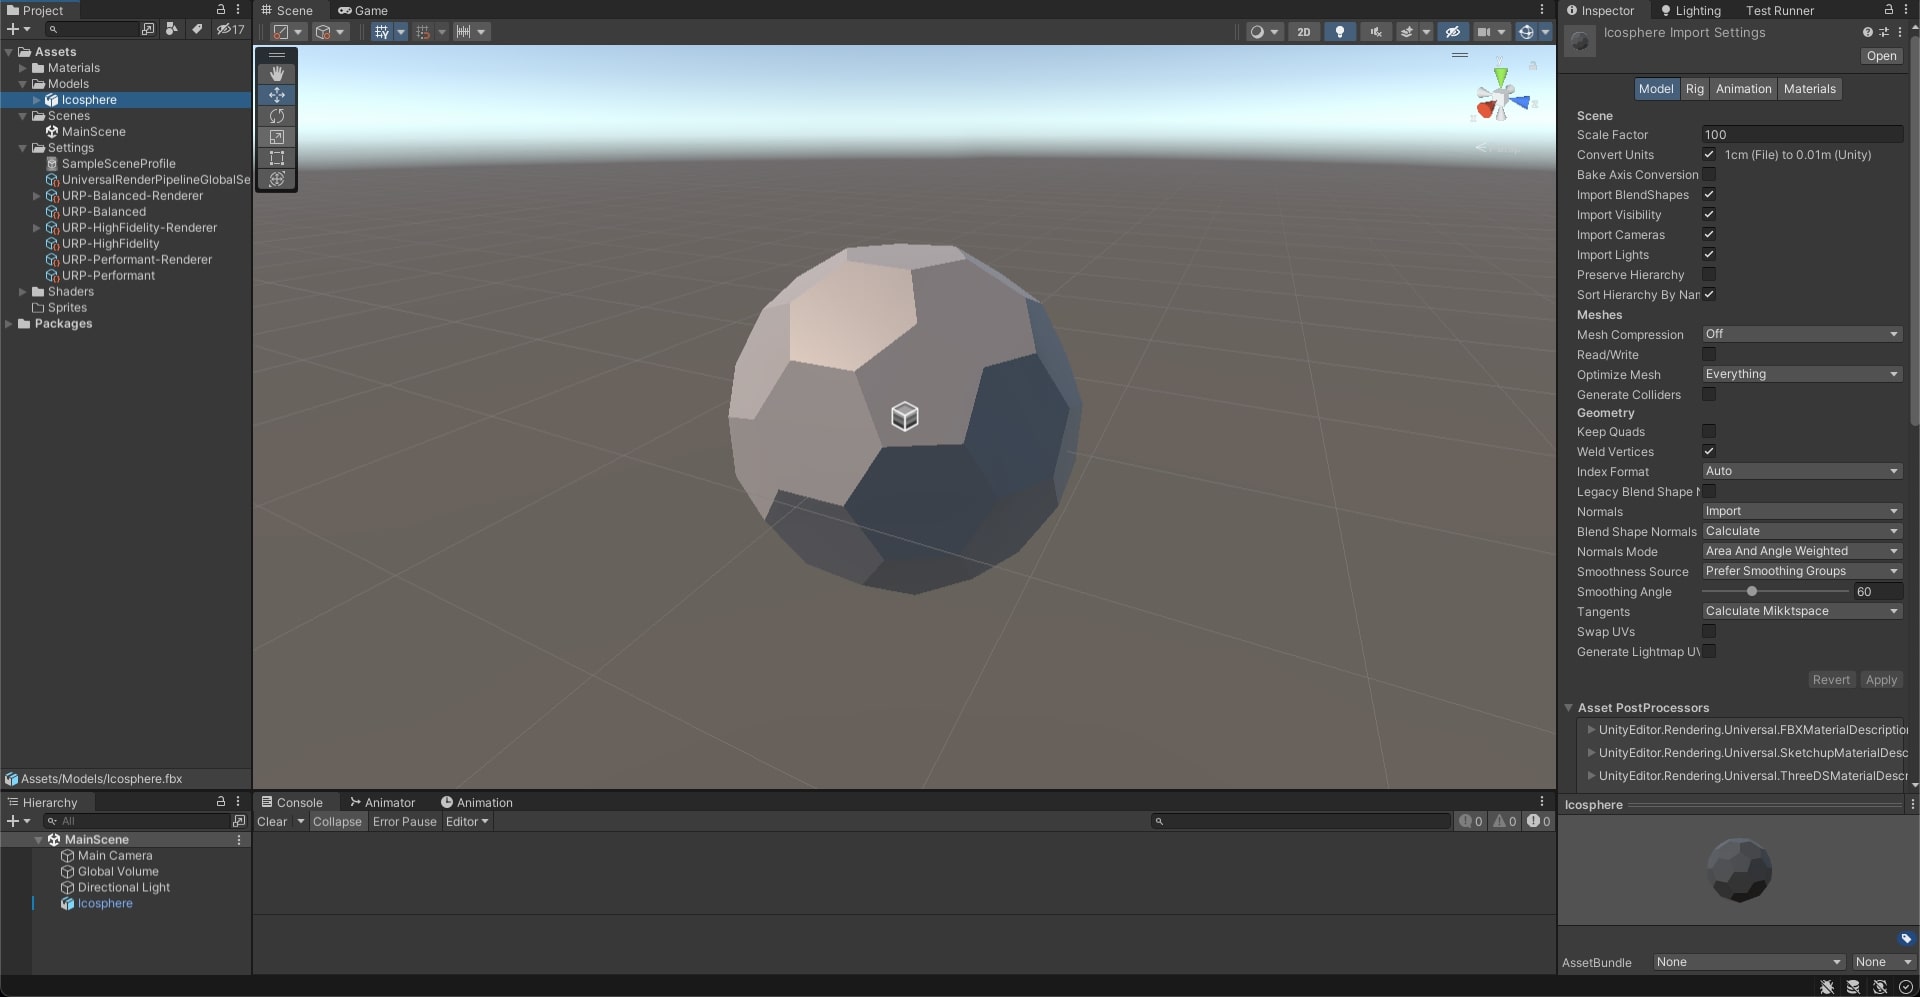 Project
17
Assets
Materials
Models
Icosphere
Scenes
MainScene
Settings
SampleSceneProfile
UniversalRenderPipelineGlobalSe
URP-Balanced-Renderer
URP-Balanced
URP-HighFidelity-Renderer
URP-HighFidelity
URP-Performant-Renderer
URP-Performant
Shaders
Sprites
Packages
Assets/Models/Icosphere.fbx
Hierarchy
All
MainScene
Main Camera
Global Volume
Directional Light
Icosphere
Scene
Game
2D
Console
Animator
Animation
Clear
Collapse
Error Pause
Editor
0
0
0
Inspector
Lighting
Test Runner
Icosphere Import Settings
Open
Model
Rig
Animation
Materials
Scene
Scale Factor 100
Convert Units 1cm (File) to 0.01m (Unity)
Bake Axis Conversion
Import BlendShapes
Import Visibility
Import Cameras
Import Lights
Preserve Hierarchy
Sort Hierarchy By Nar
Meshes
Mesh Compression Off
Read/Write
Optimize Mesh Everything
Generate Colliders
Geometry
Keep Quads
Weld Vertices
Index Format Auto
Legacy Blend Shape N
Normals Import
Blend Shape Normals Calculate
Normals Mode Area And Angle Weighted
Smoothness Source Prefer Smoothing Groups
Smoothing Angle 60
Tangents Calculate Mikktspace
Swap UVs
Generate Lightmap UV
Revert
Apply
Asset PostProcessors
UnityEditor.Rendering.Universal.FBXMaterialDescription
UnityEditor.Rendering.Universal.SketchupMaterialDesc
UnityEditor.Rendering.Universal.ThreeDSMaterialDescr
Icosphere
AssetBundle None None